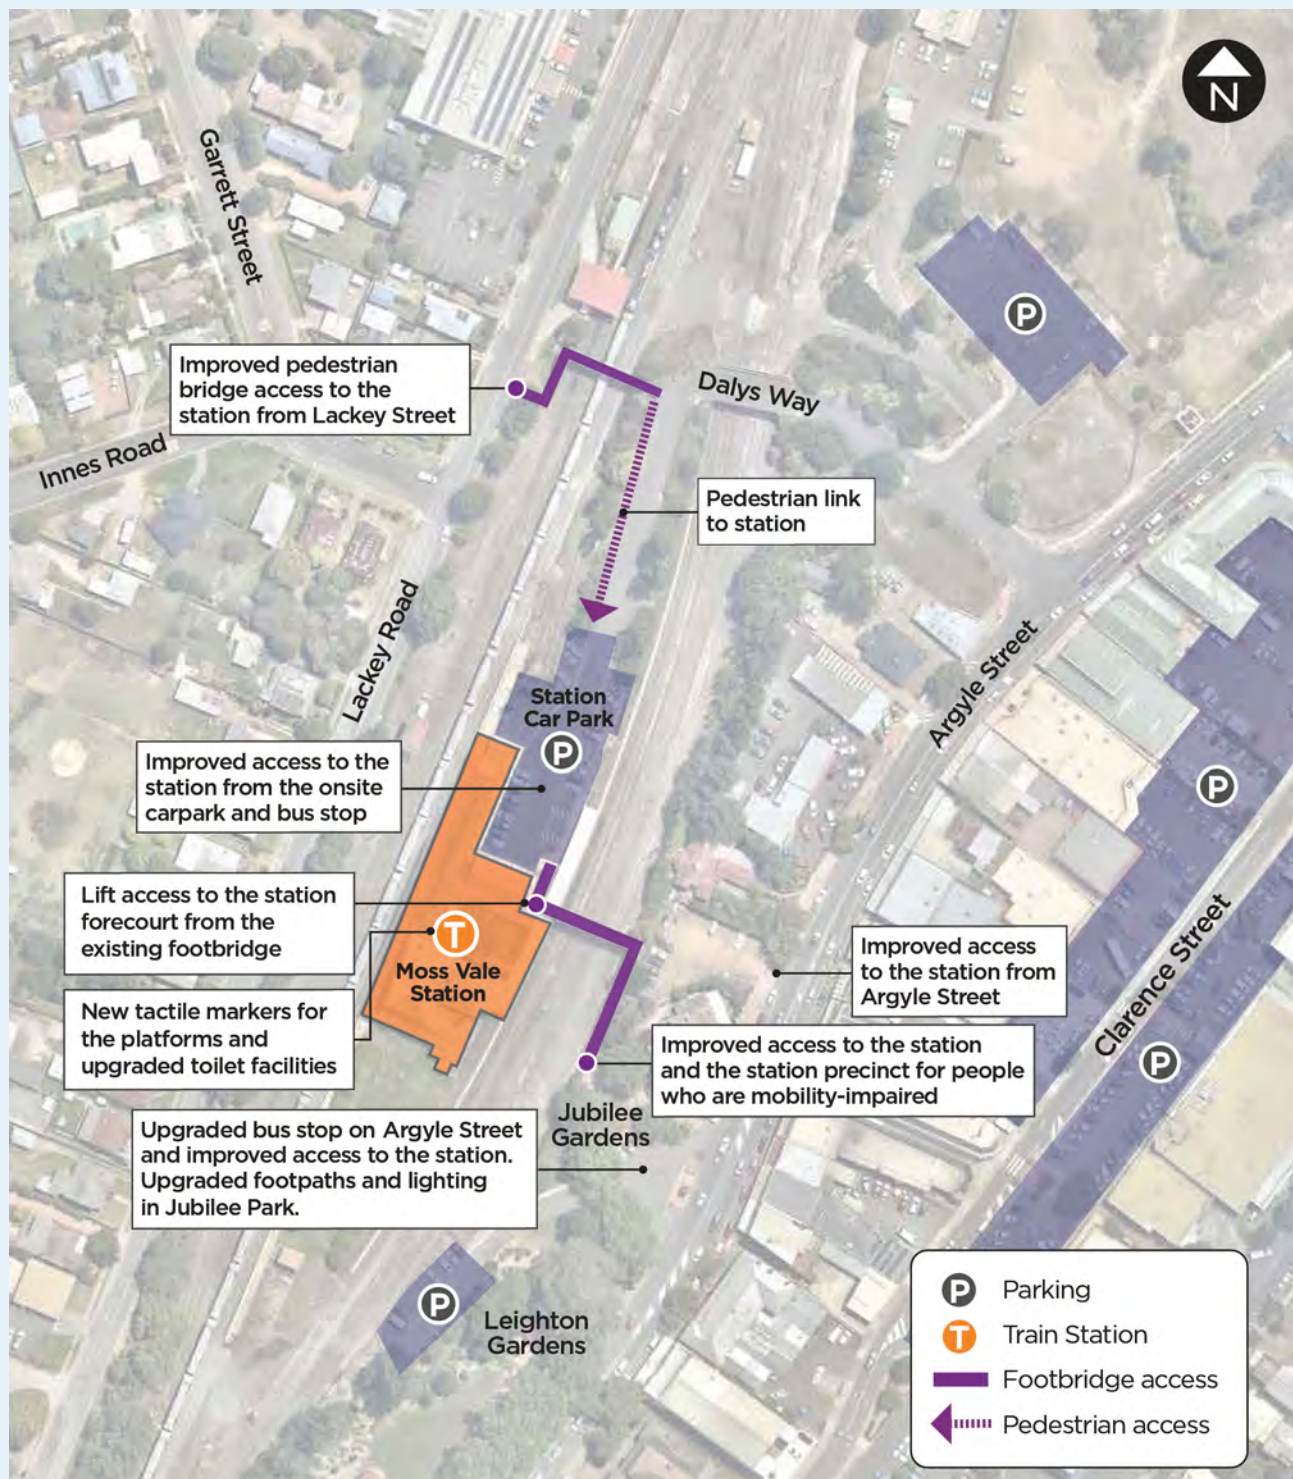 N
Garrett Street
P
Improved pedestrian
bridge access to the
station from Lackey Street
Dalys Way
Innes Road
Pedestrian link
to station
Lackey Road
Argyle Street
Station
Car Park
P
P
Improved access to the
station from the onsite
carpark and bus stop
Lift access to the station
forecourt from the
existing footbridge
T
Moss Vale
Station
New tactile markers for
the platforms and
upgraded toilet facilities
Improved access
to the station from
Argyle Street
Clarence Street
P
Improved access to the station
and the station precinct for people
who are mobility-impaired
Jubilee
Gardens
Upgraded bus stop on Argyle Street
and improved access to the station.
Upgraded footpaths and lighting
in Jubilee Park.
P
Leighton
Gardens
P Parking
T Train Station
Footbridge access
Pedestrian access